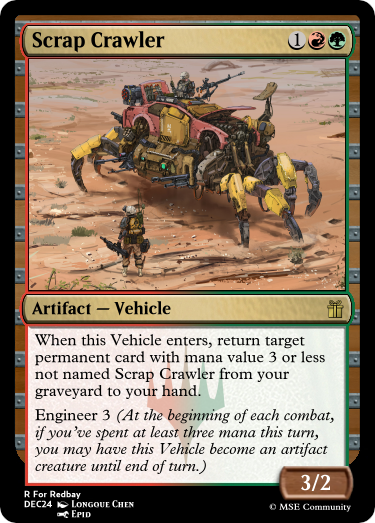 Scrap Crawler 1
Artifact — Vehicle
When this Vehicle enters, return target
permanent card with mana value 3 or less
not named Scrap Crawler from your
graveyard to your hand.
Engineer 3 (At the beginning of each combat,
if you've spent at least three mana this turn,
you may have this Vehicle become an artifact
creature until end of turn.)
3/2
R For Redbay
DEC24 Longque Chen
Epid
© MSE Community